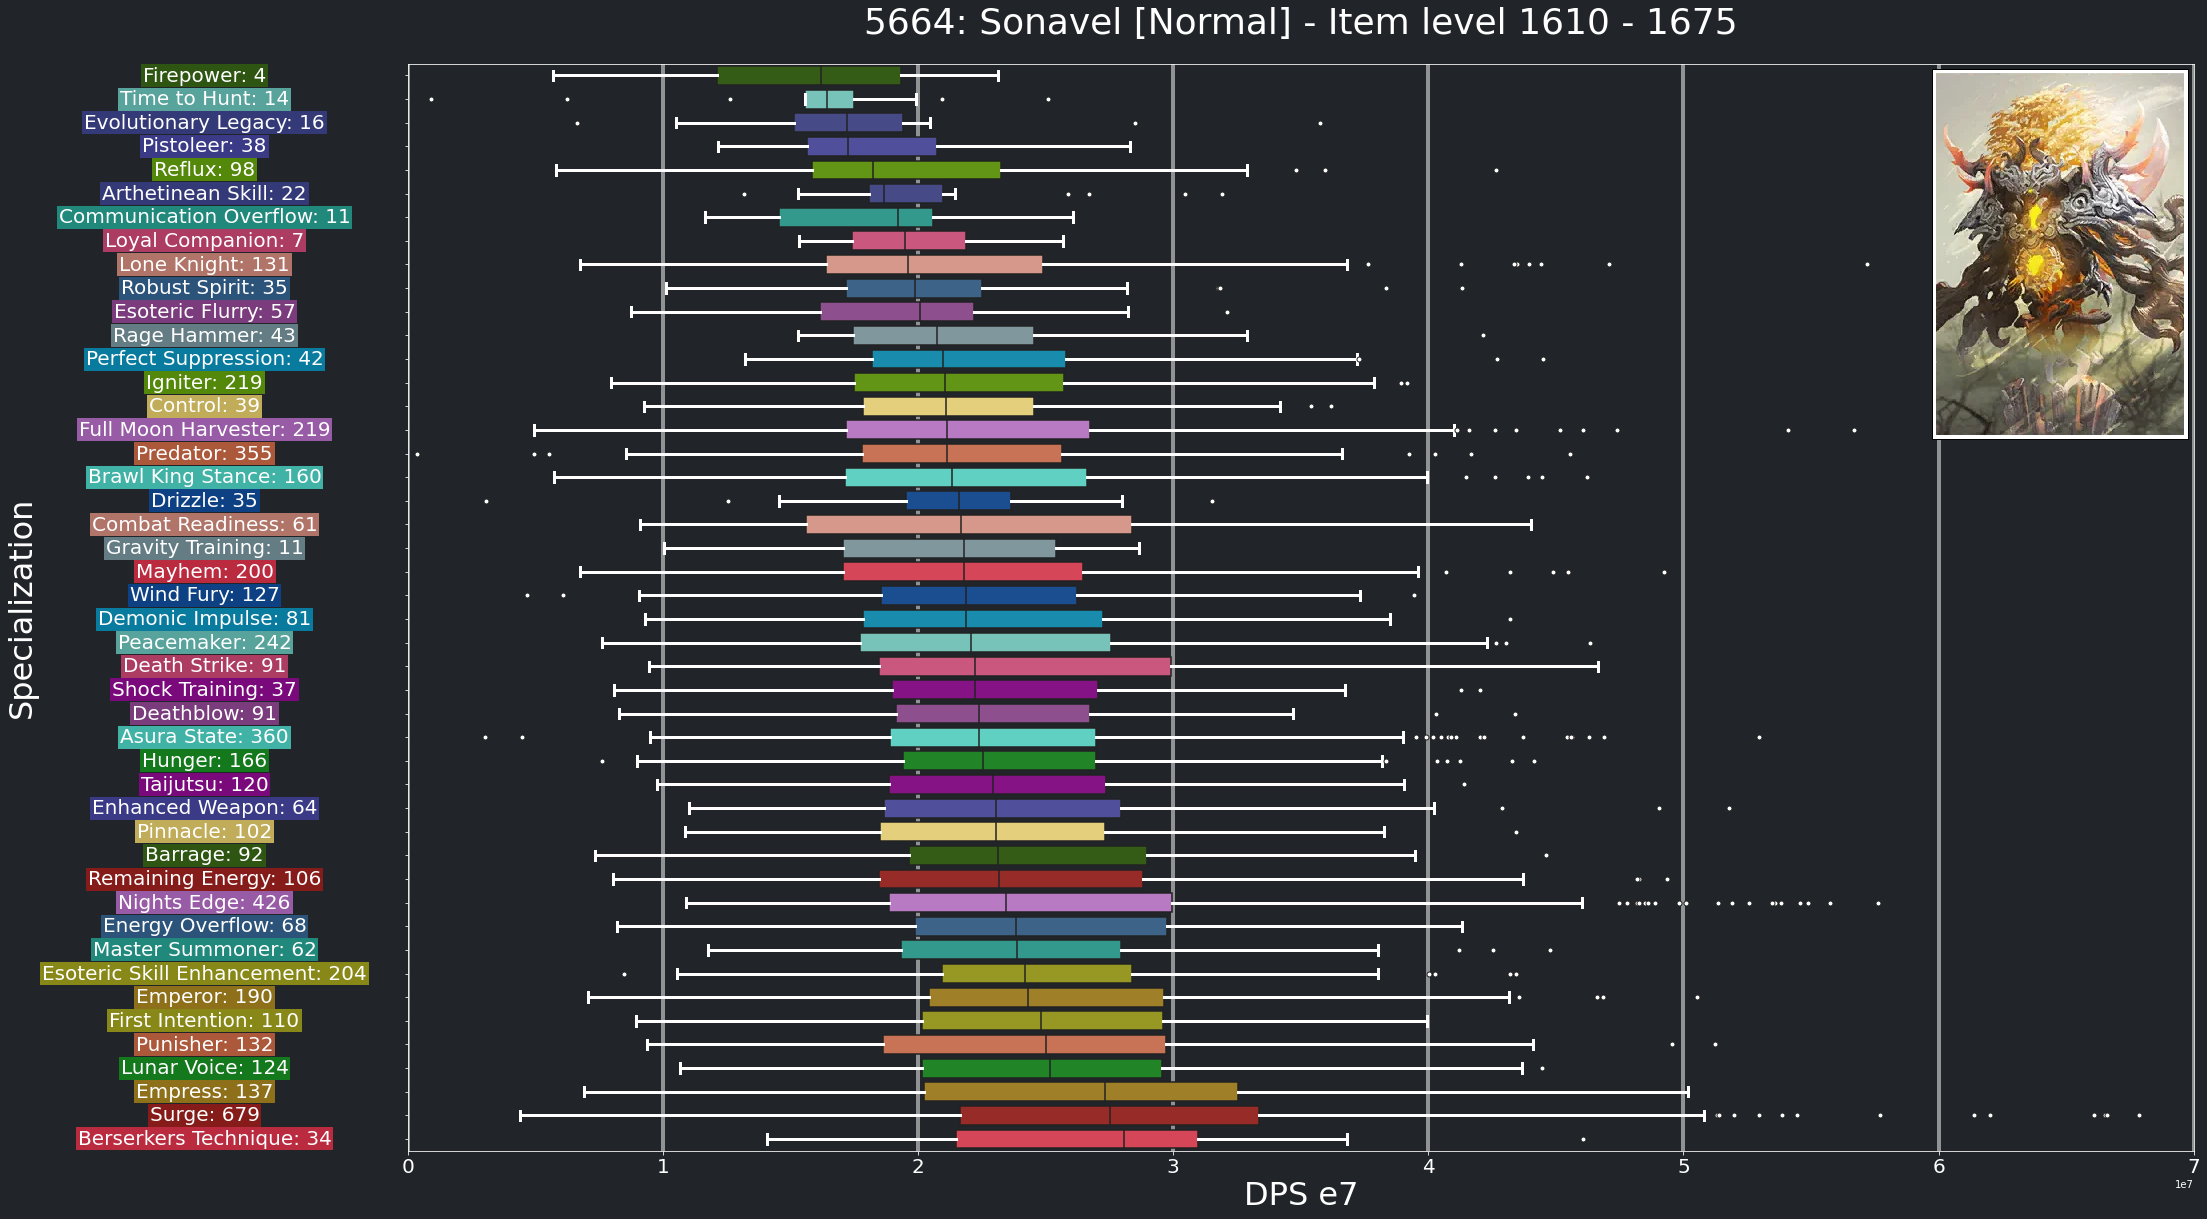 5664: Sonavel [Normal] - Item level 1610 - 1675
Firepower: 4
Time to Hunt: 14
Evolutionary Legacy: 16
Pistoleer: 38
Reflux: 98
Arthetinean Skill: 22
Communication Overflow: 11
Loyal Companion: 7
Lone Knight: 131
Robust Spirit: 35
Esoteric Flurry: 57
Rage Hammer: 43
Perfect Suppression: 42
Igniter: 219
Control: 39
Full Moon Harvester: 219
Predator: 355
Brawl King Stance: 160
Drizzle: 35
Combat Readiness: 61
Gravity Training: 11
Mayhem: 200
Wind Fury: 127
Demonic Impulse: 81
Peacemaker: 242
Death Strike: 91
Shock Training: 37
Deathblow: 91
Asura State: 360
Hunger: 166
Taijutsu: 120
Enhanced Weapon: 64
Pinnacle: 102
Barrage: 92
Remaining Energy: 106
Nights Edge: 426
Energy Overflow: 68
Master Summoner: 62
Esoteric Skill Enhancement: 204
Emperor: 190
First Intention: 110
Punisher: 132
Lunar Voice: 124
Empress: 137
Surge: 679
Berserkers Technique: 34
Specialization
0 1 2 3 4 5 6 7
1e7
DPS e7